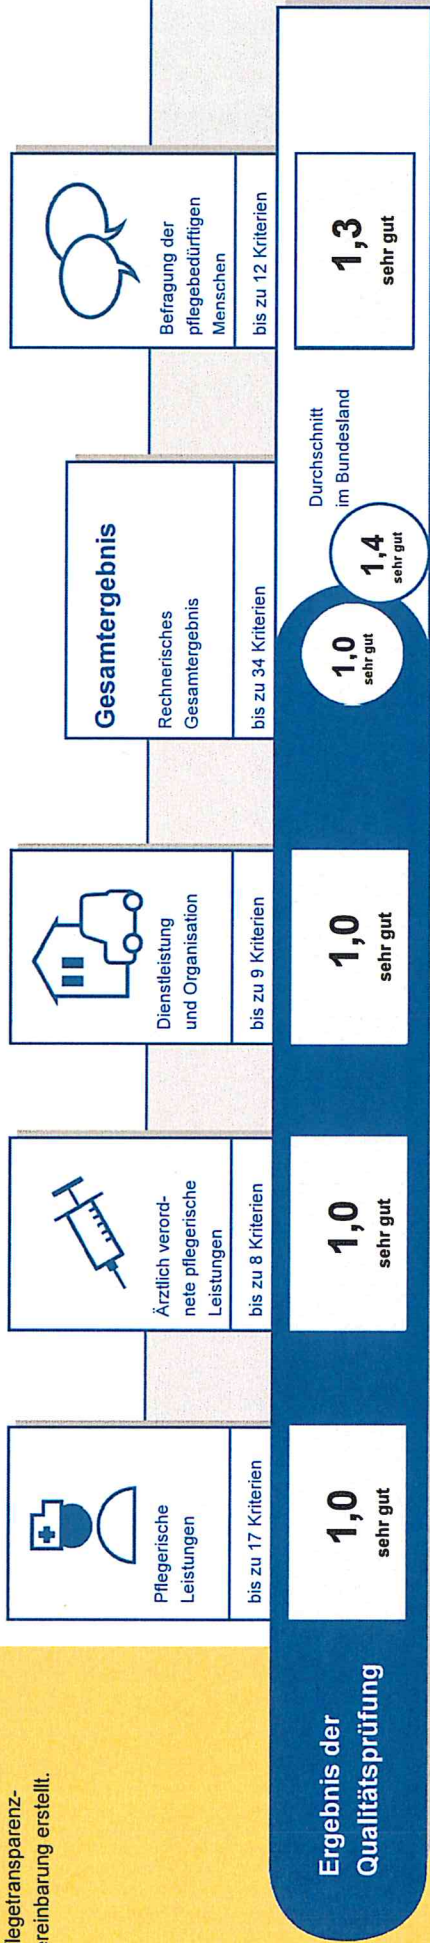 einbarung erstellt.
Pflegerische
Leistungen
bis zu 17 Kriterien
Ärztlich verord-
nete pflegerische
Leistungen
bis zu 8 Kriterien
Dienstleistung
und Organisation
bis zu 9 Kriterien
Gesamtergebnis
Rechnerisches
Gesamtergebnis
bis zu 34 Kriterien
Befragung der
pflegebedürftigen
Menschen
bis zu 12 Kriterien
Ergebnis der
Qualitätsprüfung
1,0
sehr gut
1,0
sehr gut
1,0
sehr gut
1,0
sehr gut
1,4
sehr gut
Durchschnitt
im Bundesland
1,3
sehr gut